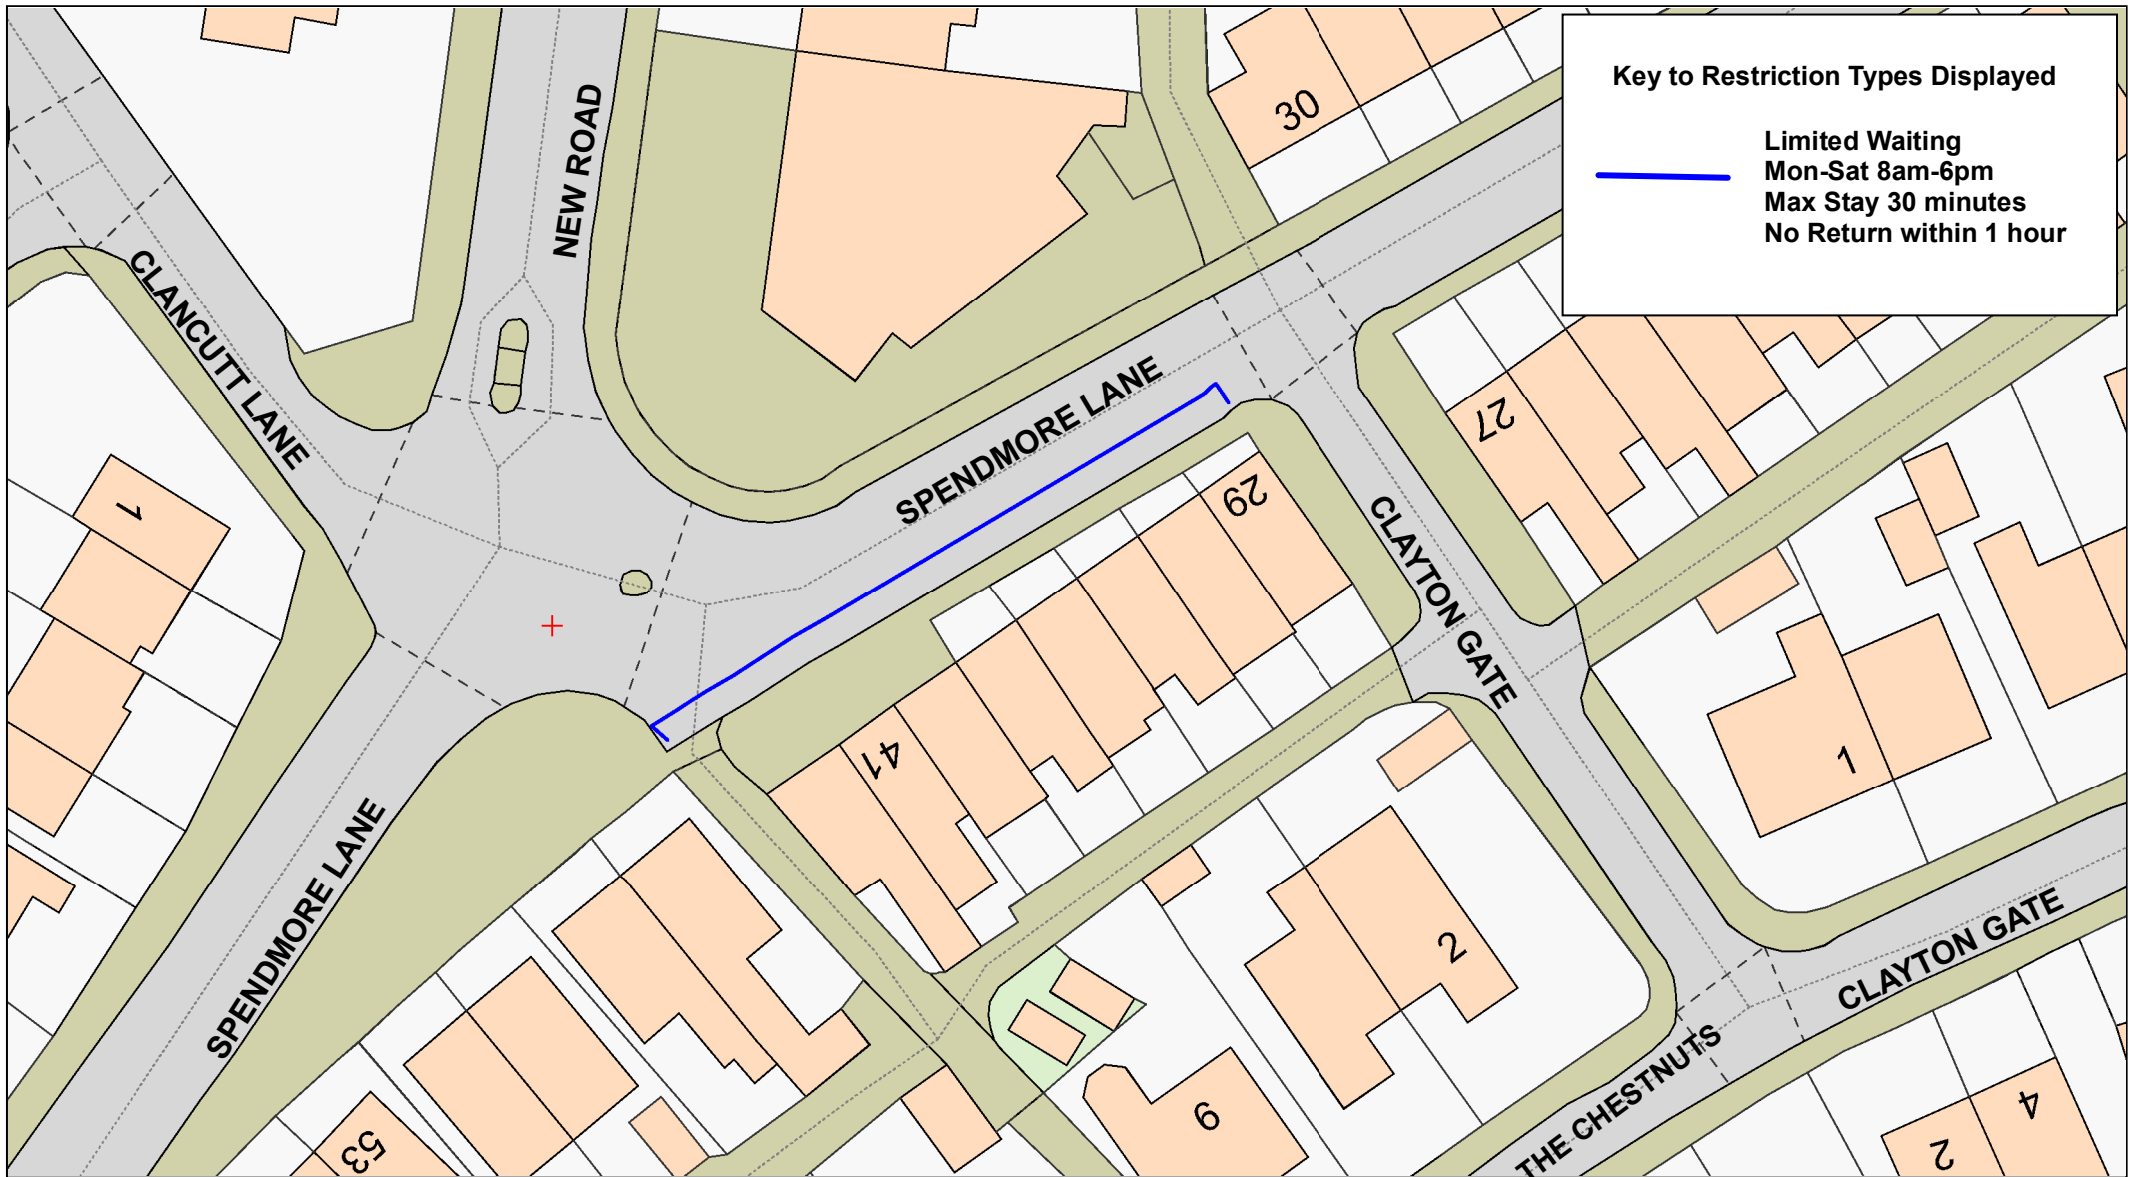 Key to Restriction Types Displayed
Limited Waiting
Mon-Sat 8am-6pm
Max Stay 30 minutes
No Return within 1 hour
NEW ROAD
30
CLANCUTT LANE
SPENDMORE LANE
27
29
1
CLAYTON GATE
41
1
SPENDMORE LANE
2
CLAYTON GATE
THE CHESTNUTS
9
4
2
53